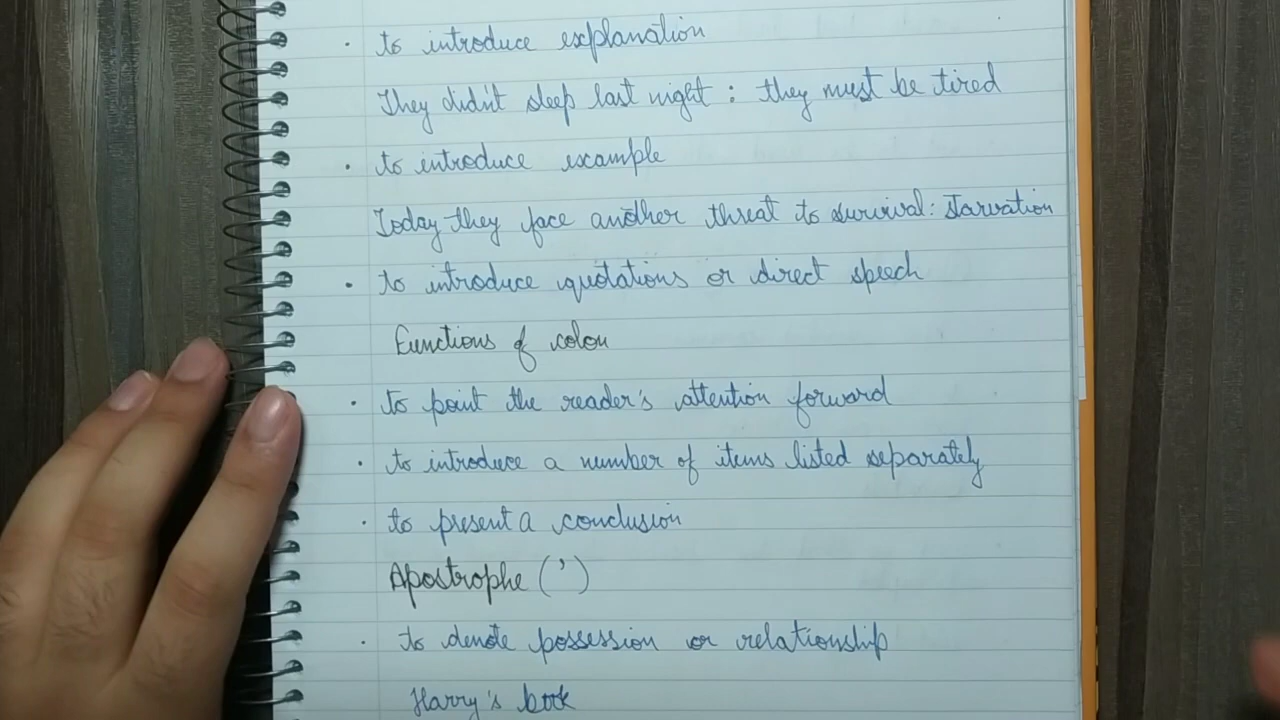 · to introduce explanation
They didn't sleep last night : they must be tired
· to introduce example
Today they face another threat to survival: Starvation
· to introduce quotations or direct speech
Functions of colon
· to point the reader's attention forward
· to introduce a number of items listed separately
· to present a conclusion
Apostrophe (')
· to denote possession or relationship
Harry's book